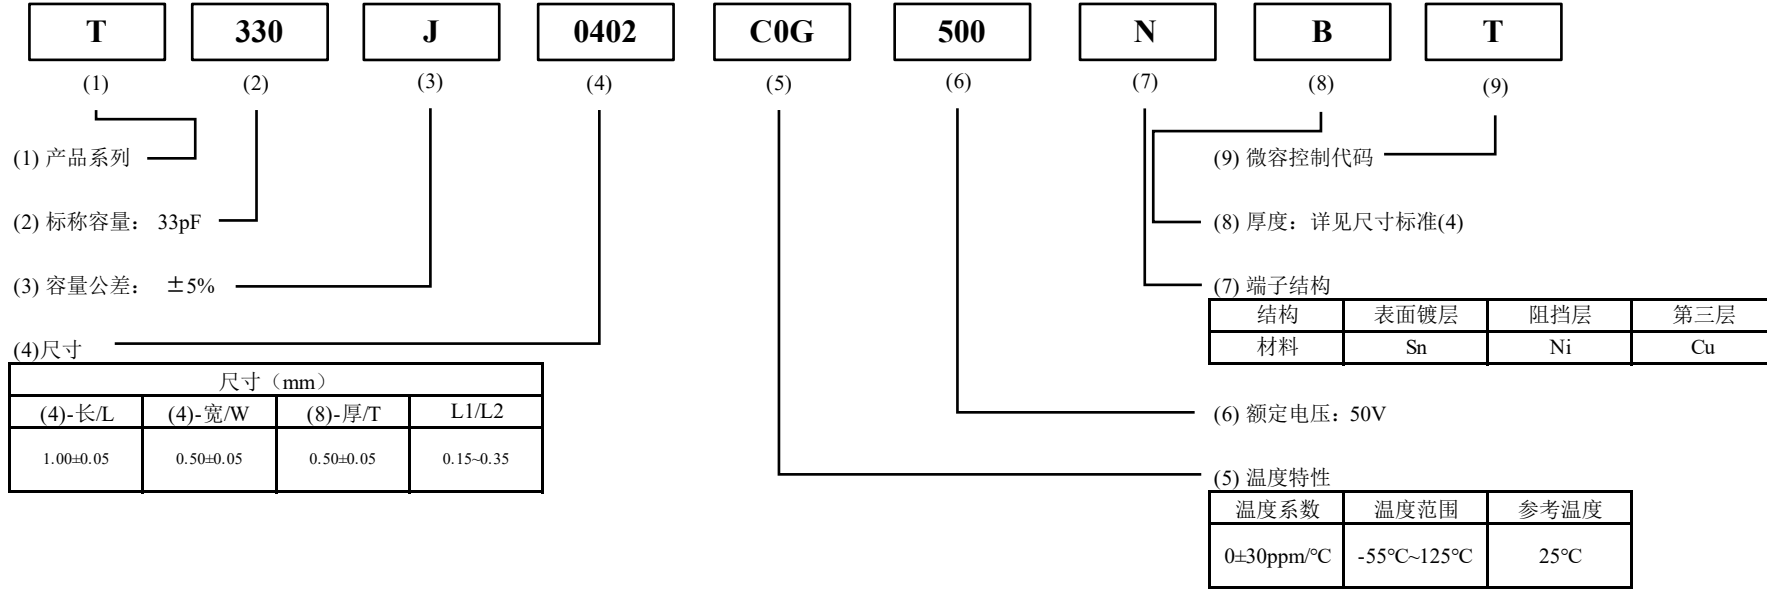 T 330 J 0402 C0G 500 N B T
(1) (2) (3) (4) (5) (6) (7) (8) (9)
(1) 产品系列
(9) 微容控制代码
(2) 标称容量： 33pF
(8) 厚度：详见尺寸标准(4)
(3) 容量公差： ±5%
(7) 端子结构
结构 表面镀层 阻挡层 第三层
材料 Sn Ni Cu
(4)尺寸
尺寸（mm）
(4)-长/L (4)-宽/W (8)-厚/T L1/L2
1.00±0.05 0.50±0.05 0.50±0.05 0.15~0.35
(6) 额定电压：50V
(5) 温度特性
温度系数 温度范围 参考温度
0±30ppm/℃ -55℃~125℃ 25℃